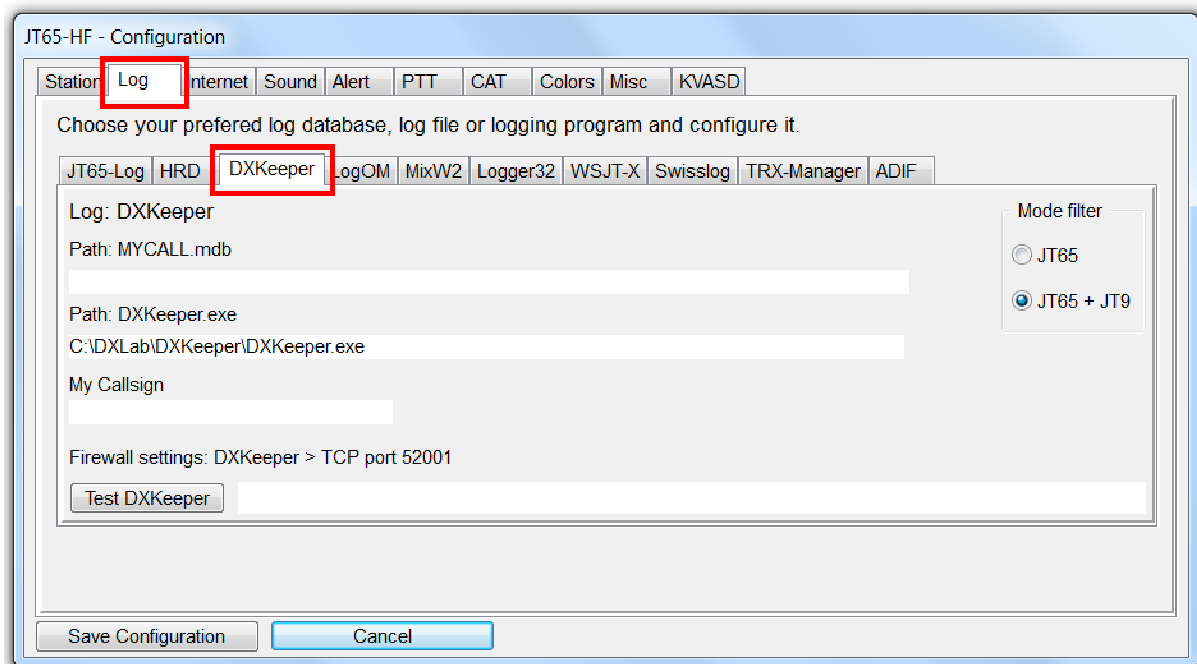 JT65-HF - Configuration
Station Log Internet Sound Alert PTT CAT Colors Misc KVASD
Choose your prefered log database, log file or logging program and configure it.
JT65-Log HRD DXKeeper LogOM MixW2 Logger32 WSJT-X Swisslog TRX-Manager ADIF
Log: DXKeeper
Mode filter
Path: MYCALL.mdb
JT65
JT65 + JT9
Path: DXKeeper.exe
C:\DXLab\DXKeeper\DXKeeper.exe
My Callsign
Firewall settings: DXKeeper > TCP port 52001
Test DXKeeper
Save Configuration Cancel